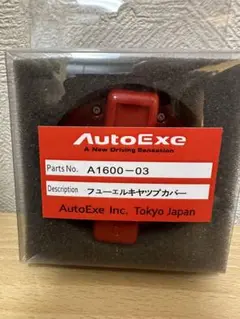 AutoExe
A New Driving Sensation
Parts No. A1600-03
Description フューエルキャップカバー
AutoExe Inc. Tokyo Japan